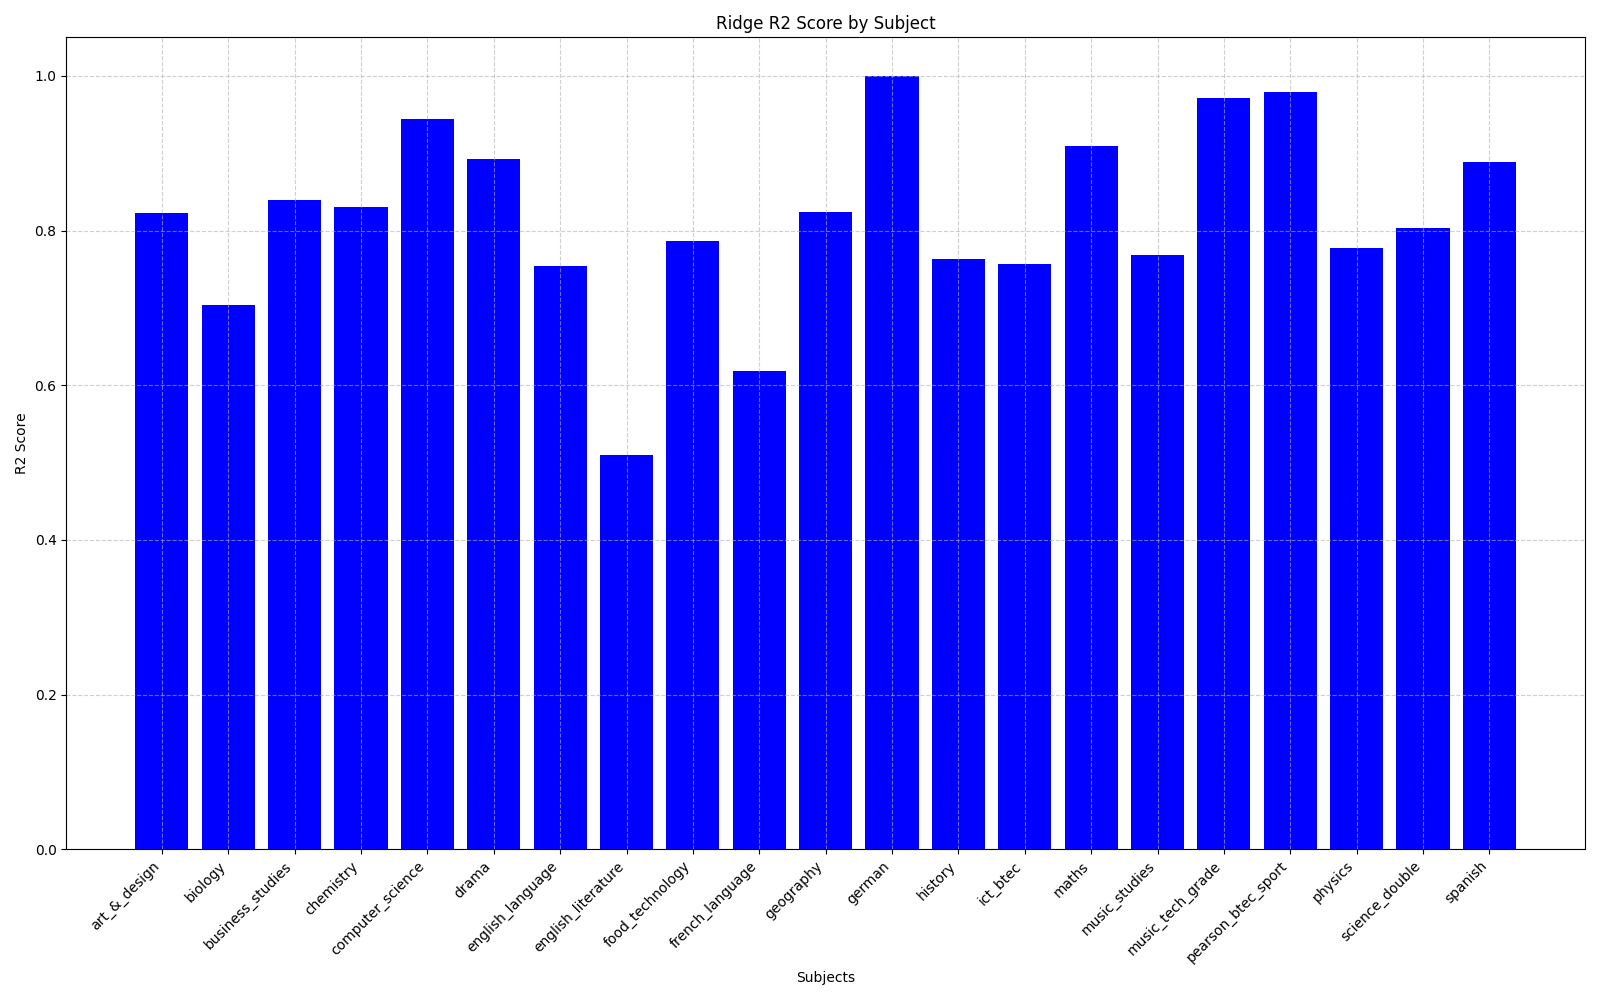 Ridge R2 Score by Subject
1.0
0.8
0.6
0.4
0.2
0.0
R2 Score
art_&_design
biology
business_studies
chemistry
computer_science
drama
english_language
english_literature
food_technology
french_language
geography
german
history
ict_btec
maths
music_studies
music_tech_grade
pearson_btec_sport
physics
science_double
spanish
Subjects